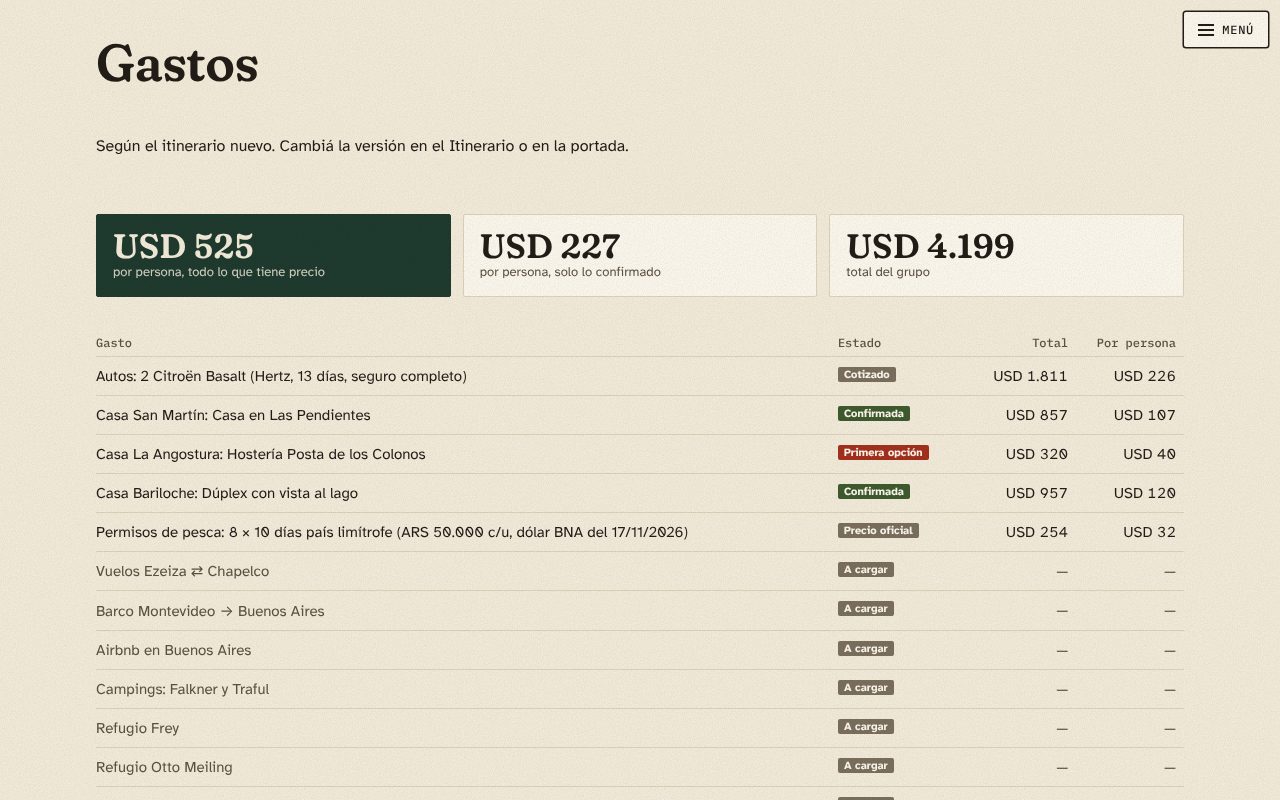 MENÚ
Gastos
Según el itinerario nuevo. Cambiá la versión en el Itinerario o en la portada.
USD 525
por persona, todo lo que tiene precio
USD 227
por persona, solo lo confirmado
USD 4.199
total del grupo
Gasto Estado Total Por persona
Autos: 2 Citroën Basalt (Hertz, 13 días, seguro completo) Cotizado USD 1.811 USD 226
Casa San Martín: Casa en Las Pendientes Confirmada USD 857 USD 107
Casa La Angostura: Hostería Posta de los Colonos Primera opción USD 320 USD 40
Casa Bariloche: Dúplex con vista al lago Confirmada USD 957 USD 120
Permisos de pesca: 8 × 10 días país limítrofe (ARS 50.000 c/u, dólar BNA del 17/11/2026) Precio oficial USD 254 USD 32
Vuelos Ezeiza ⇄ Chapelco A cargar — —
Barco Montevideo → Buenos Aires A cargar — —
Airbnb en Buenos Aires A cargar — —
Campings: Falkner y Traful A cargar — —
Refugio Frey A cargar — —
Refugio Otto Meiling A cargar — —